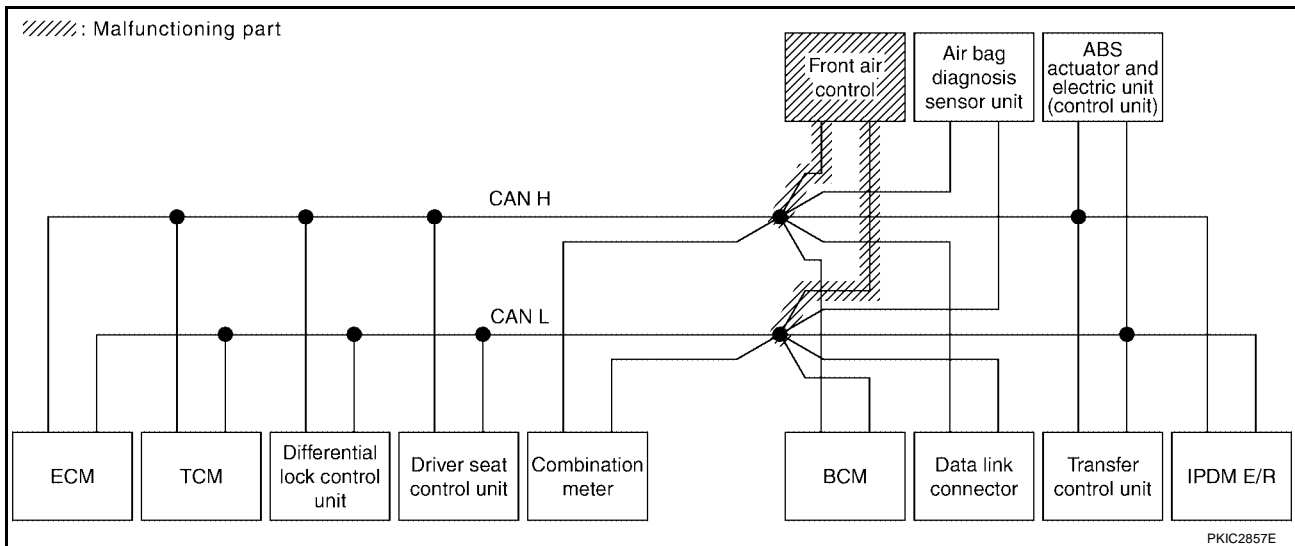 : Malfunctioning part
Front air
control
Air bag
diagnosis
sensor unit
ABS
actuator and
electric unit
(control unit)
CAN H
CAN L
ECM
TCM
Differential
lock control
unit
Driver seat
control unit
Combination
meter
BCM
Data link
connector
Transfer
control unit
IPDM E/R
PKIC2857E